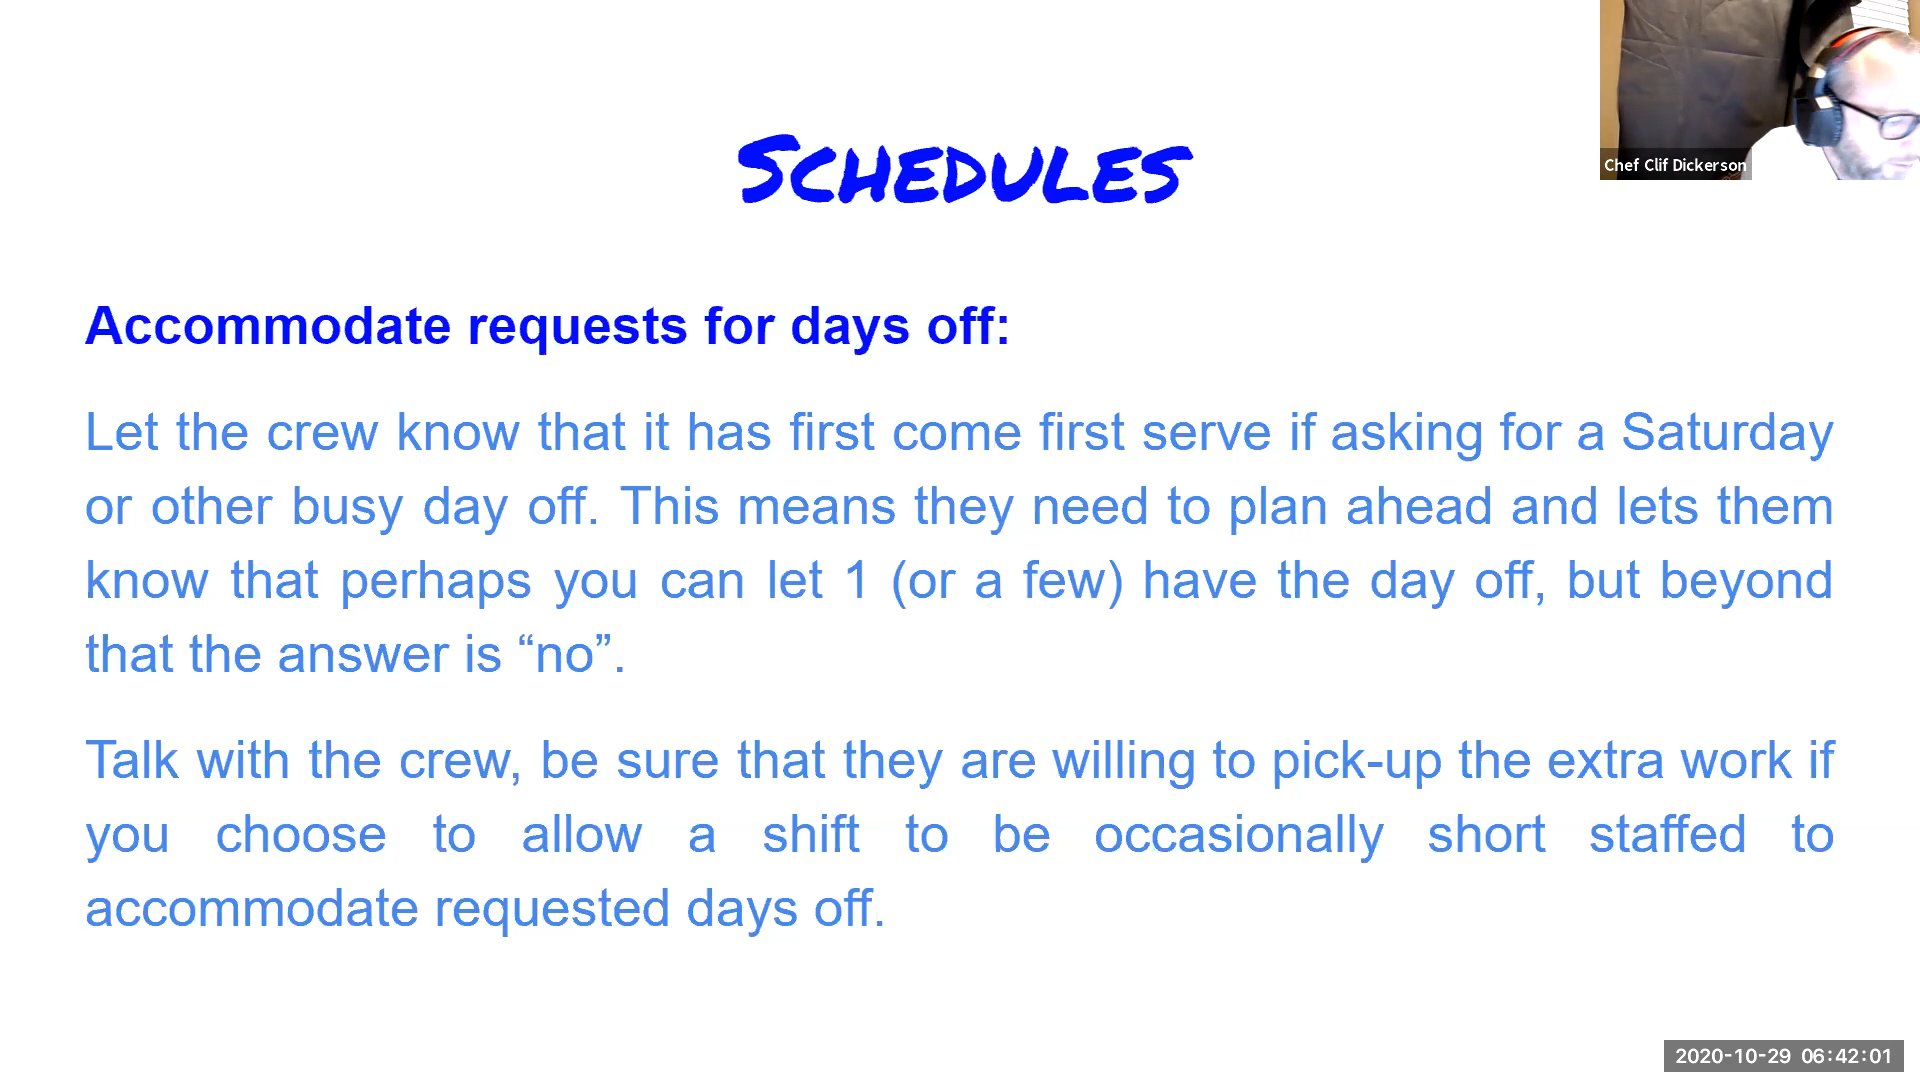 SCHEDULES
Chef Clif Dickerson
Accommodate requests for days off:
Let the crew know that it has first come first serve if asking for a Saturday
or other busy day off. This means they need to plan ahead and lets them
know that perhaps you can let 1 (or a few) have the day off, but beyond
that the answer is “no”.
Talk with the crew, be sure that they are willing to pick-up the extra work if
you choose to allow a shift to be occasionally short staffed to
accommodate requested days off.
2020-10-29 06:42:01